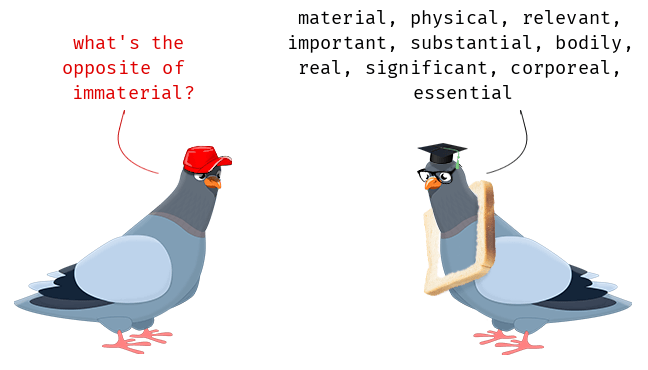 what's the
opposite of
immaterial?
material, physical, relevant,
important, substantial, bodily,
real, significant, corporeal,
essential